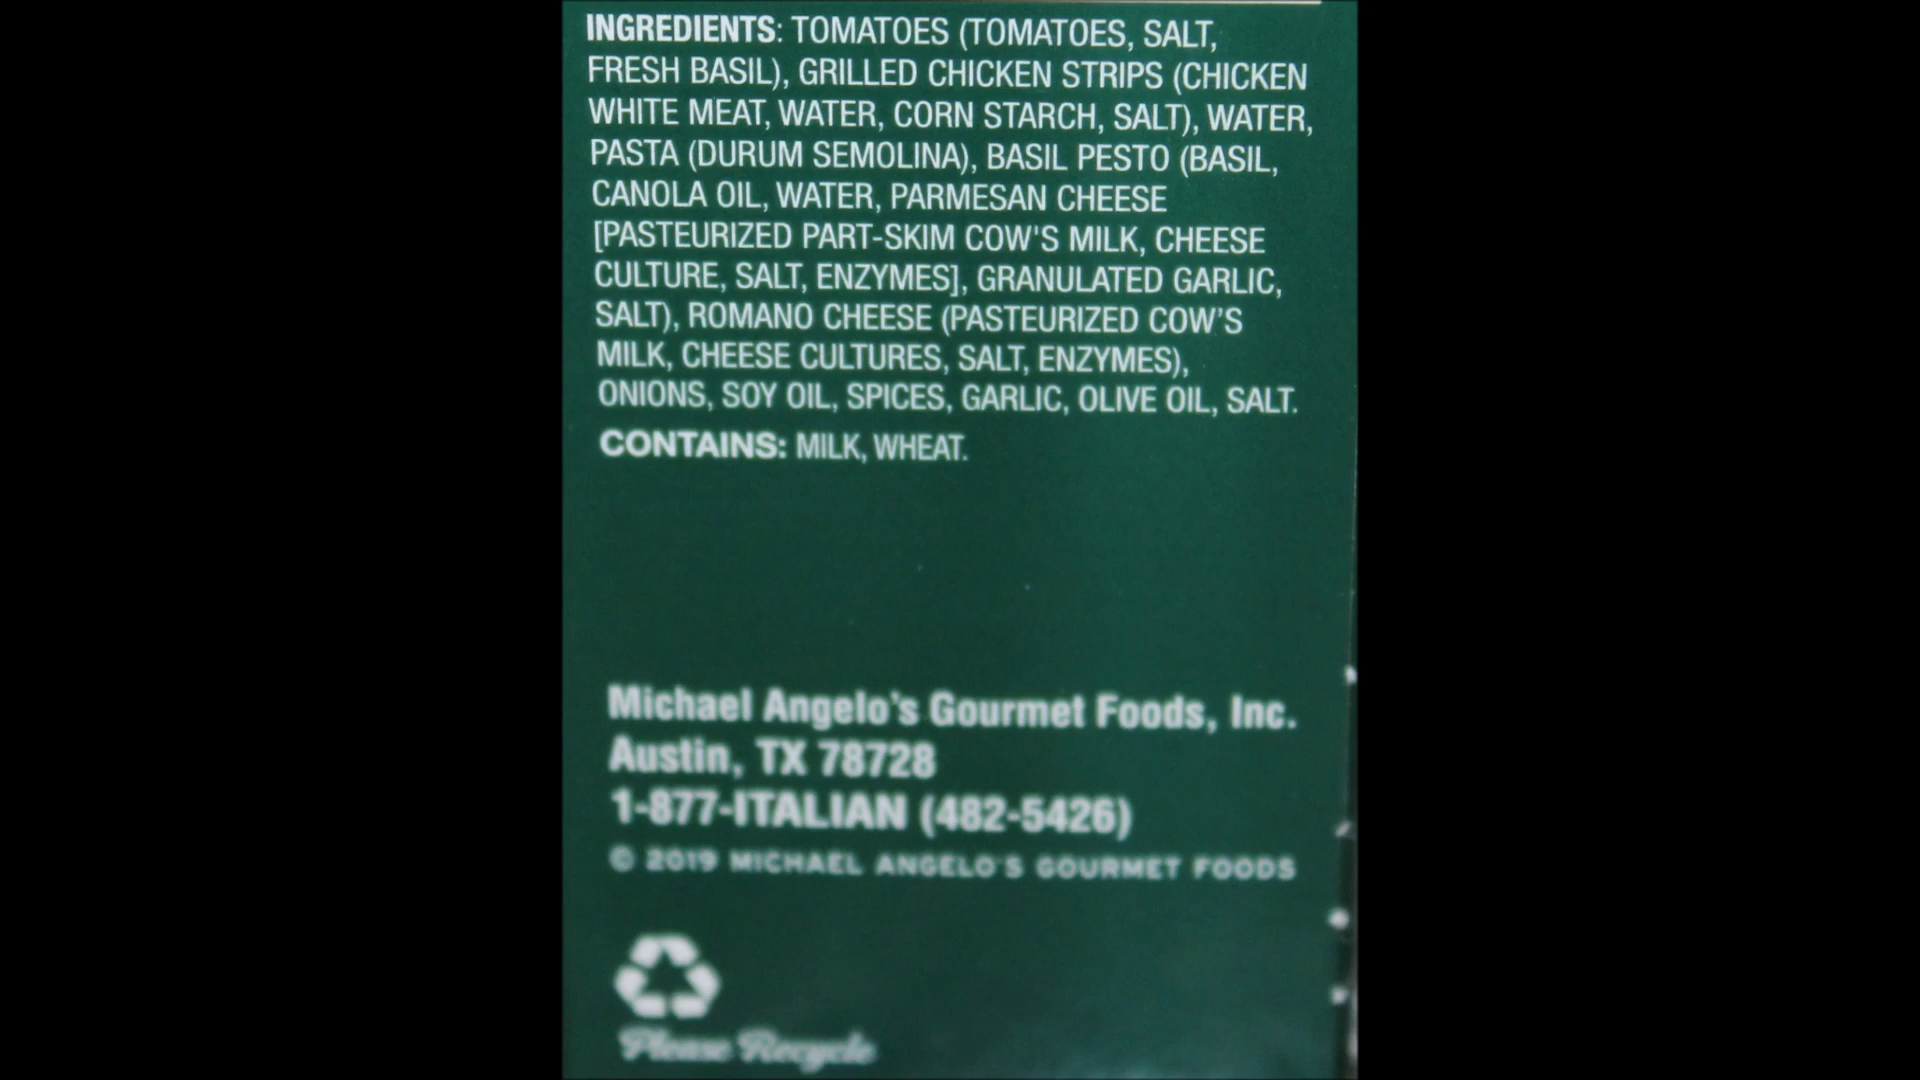 INGREDIENTS: TOMATOES (TOMATOES, SALT,
FRESH BASIL), GRILLED CHICKEN STRIPS (CHICKEN
WHITE MEAT, WATER, CORN STARCH, SALT), WATER,
PASTA (DURUM SEMOLINA), BASIL PESTO (BASIL,
CANOLA OIL, WATER, PARMESAN CHEESE
[PASTEURIZED PART-SKIM COW'S MILK, CHEESE
CULTURE, SALT, ENZYMES], GRANULATED GARLIC,
SALT), ROMANO CHEESE (PASTEURIZED COW’S
MILK, CHEESE CULTURES, SALT, ENZYMES),
ONIONS, SOY OIL, SPICES, GARLIC, OLIVE OIL, SALT.
CONTAINS: MILK, WHEAT.
Michael Angelo’s Gourmet Foods, Inc.
Austin, TX 78728
1-877-ITALIAN (482-5426)
© 2019 MICHAEL ANGELO'S GOURMET FOODS
Please Recycle